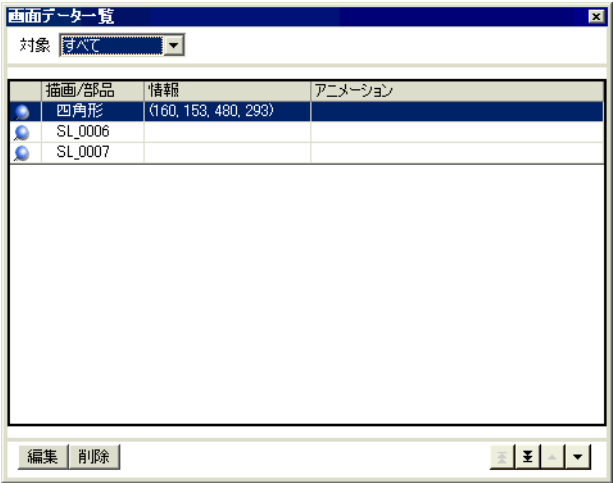 画面データ一覧
対象 すべて
描画/部品 情報 アニメーション
四角形 (160, 153, 480, 293)
SL_0006
SL_0007
編集 削除